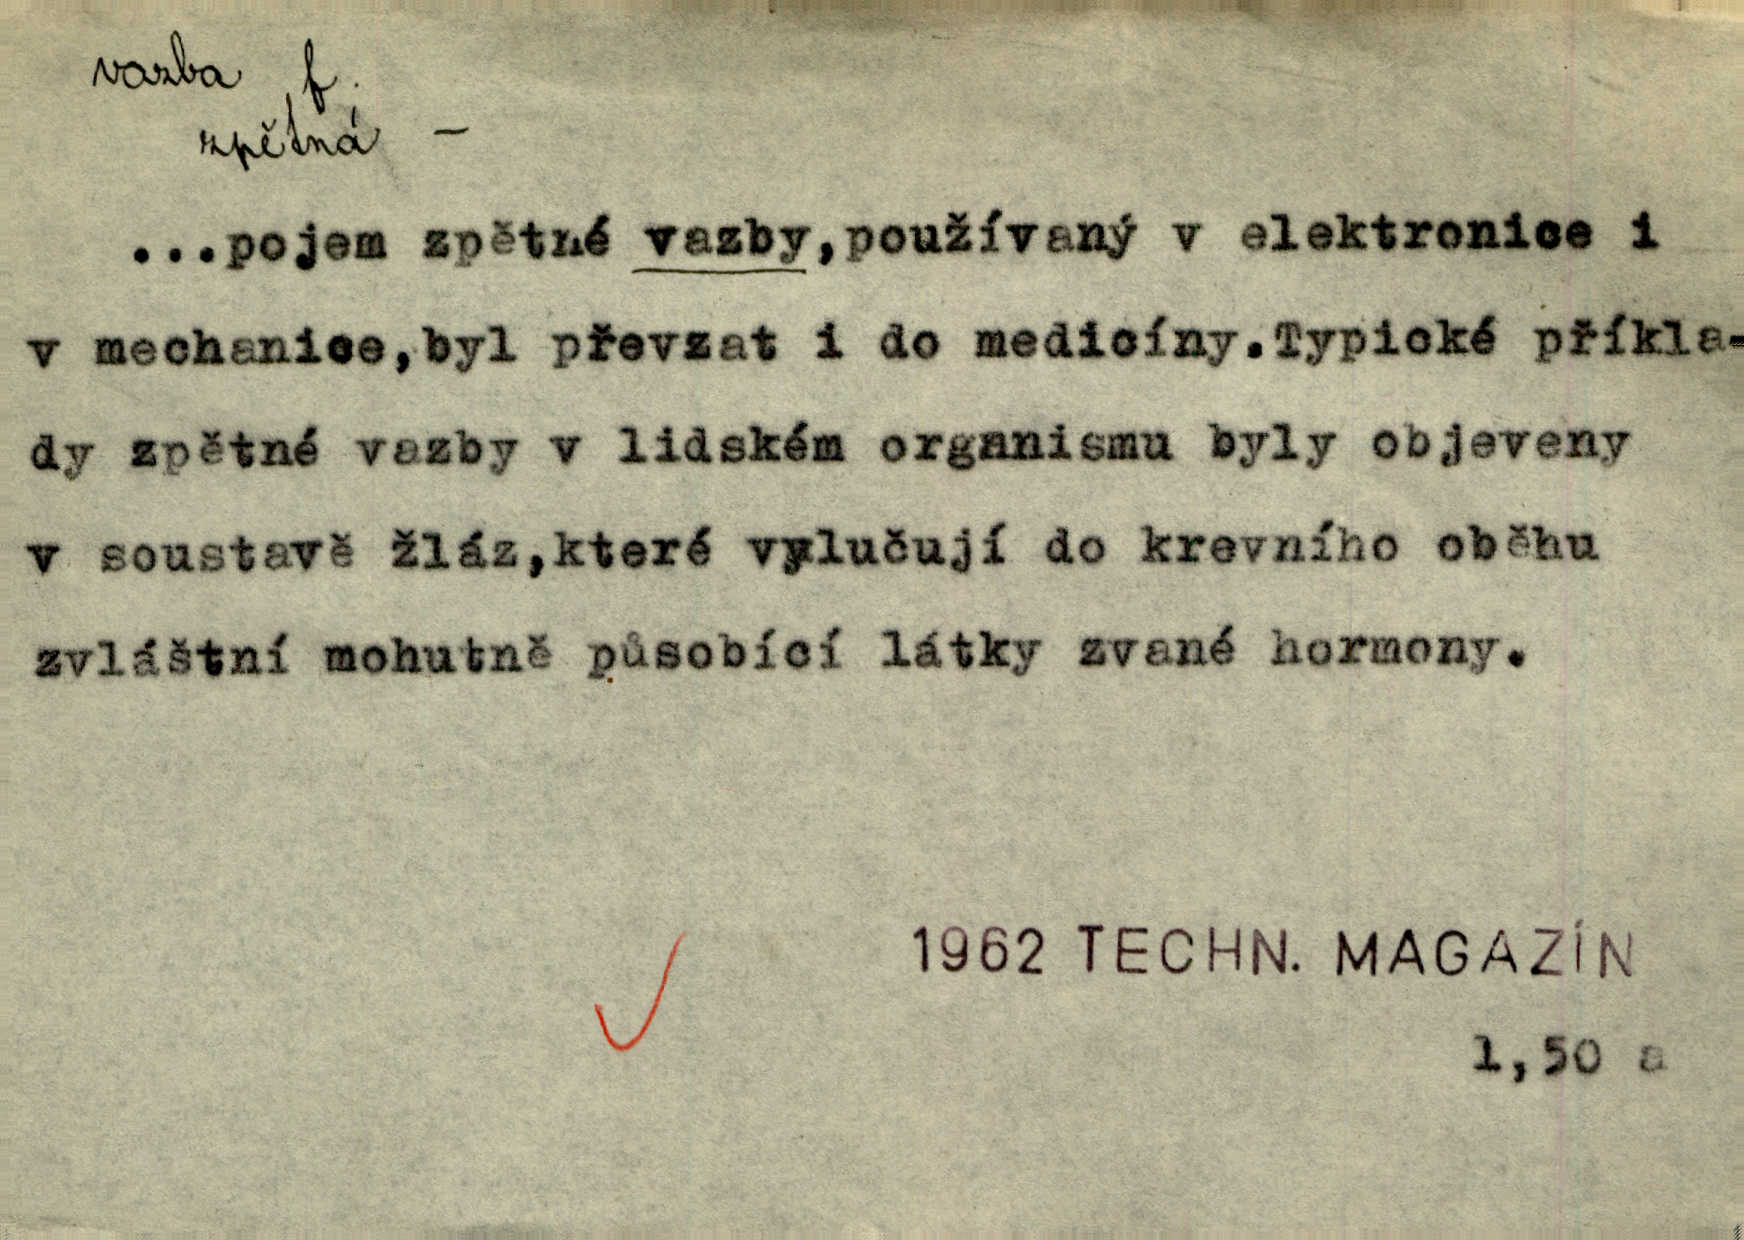 vazba f.
zpětná –
...pojem zpětné vazby,používaný v elektronice i
v mechanice,byl převzat i do medicíny.Typické příkla-
dy zpětné vazby v lidském organismu byly objeveny
v soustavě žláz,které vylučují do krevního oběhu
zvláštní mohutně působící látky zvané hormony.
1962 TECHN. MAGAZÍN
1,50 a